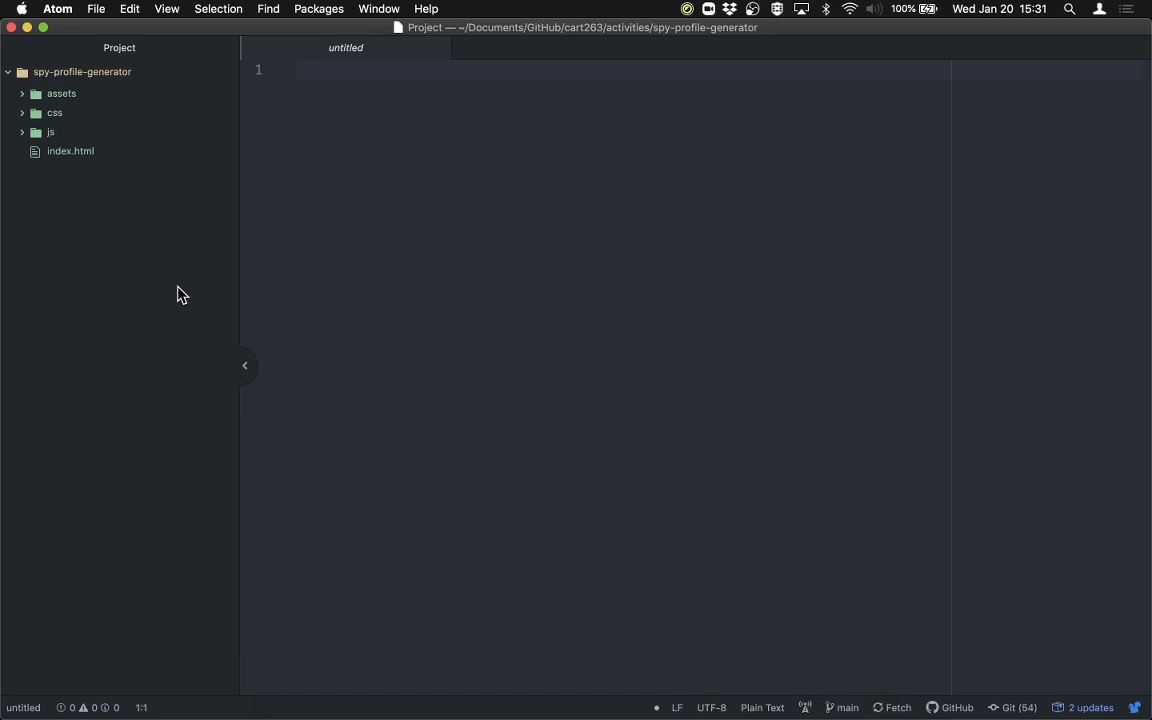 Atom File Edit View Selection Find Packages Window Help 100% Wed Jan 20 15:31
Project — ~/Documents/GitHub/cart263/activities/spy-profile-generator
Project
untitled
spy-profile-generator
1
assets
css
js
index.html
untitled 0 0 0 1:1 LF UTF-8 Plain Text main Fetch GitHub Git (54) 2 updates